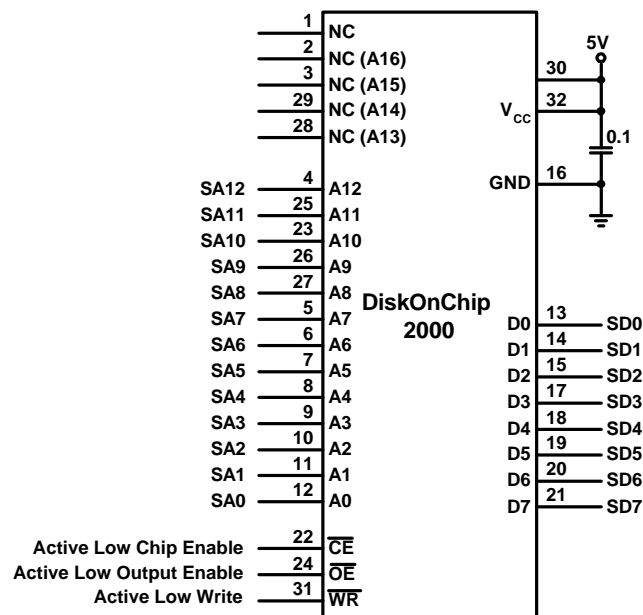 1 NC
2 NC (A16)
3 NC (A15)
29 NC (A14)
28 NC (A13)
5V
30
32 VCC
0.1
16 GND
SA12 4 A12
SA11 25 A11
SA10 23 A10
SA9 26 A9
SA8 27 A8
SA7 5 A7
SA6 6 A6
SA5 7 A5
SA4 8 A4
SA3 9 A3
SA2 10 A2
SA1 11 A1
SA0 12 A0
DiskOnChip
2000
D0 13 SD0
D1 14 SD1
D2 15 SD2
D3 17 SD3
D4 18 SD4
D5 19 SD5
D6 20 SD6
D7 21 SD7
Active Low Chip Enable 22 CE
Active Low Output Enable 24 OE
Active Low Write 31 WR